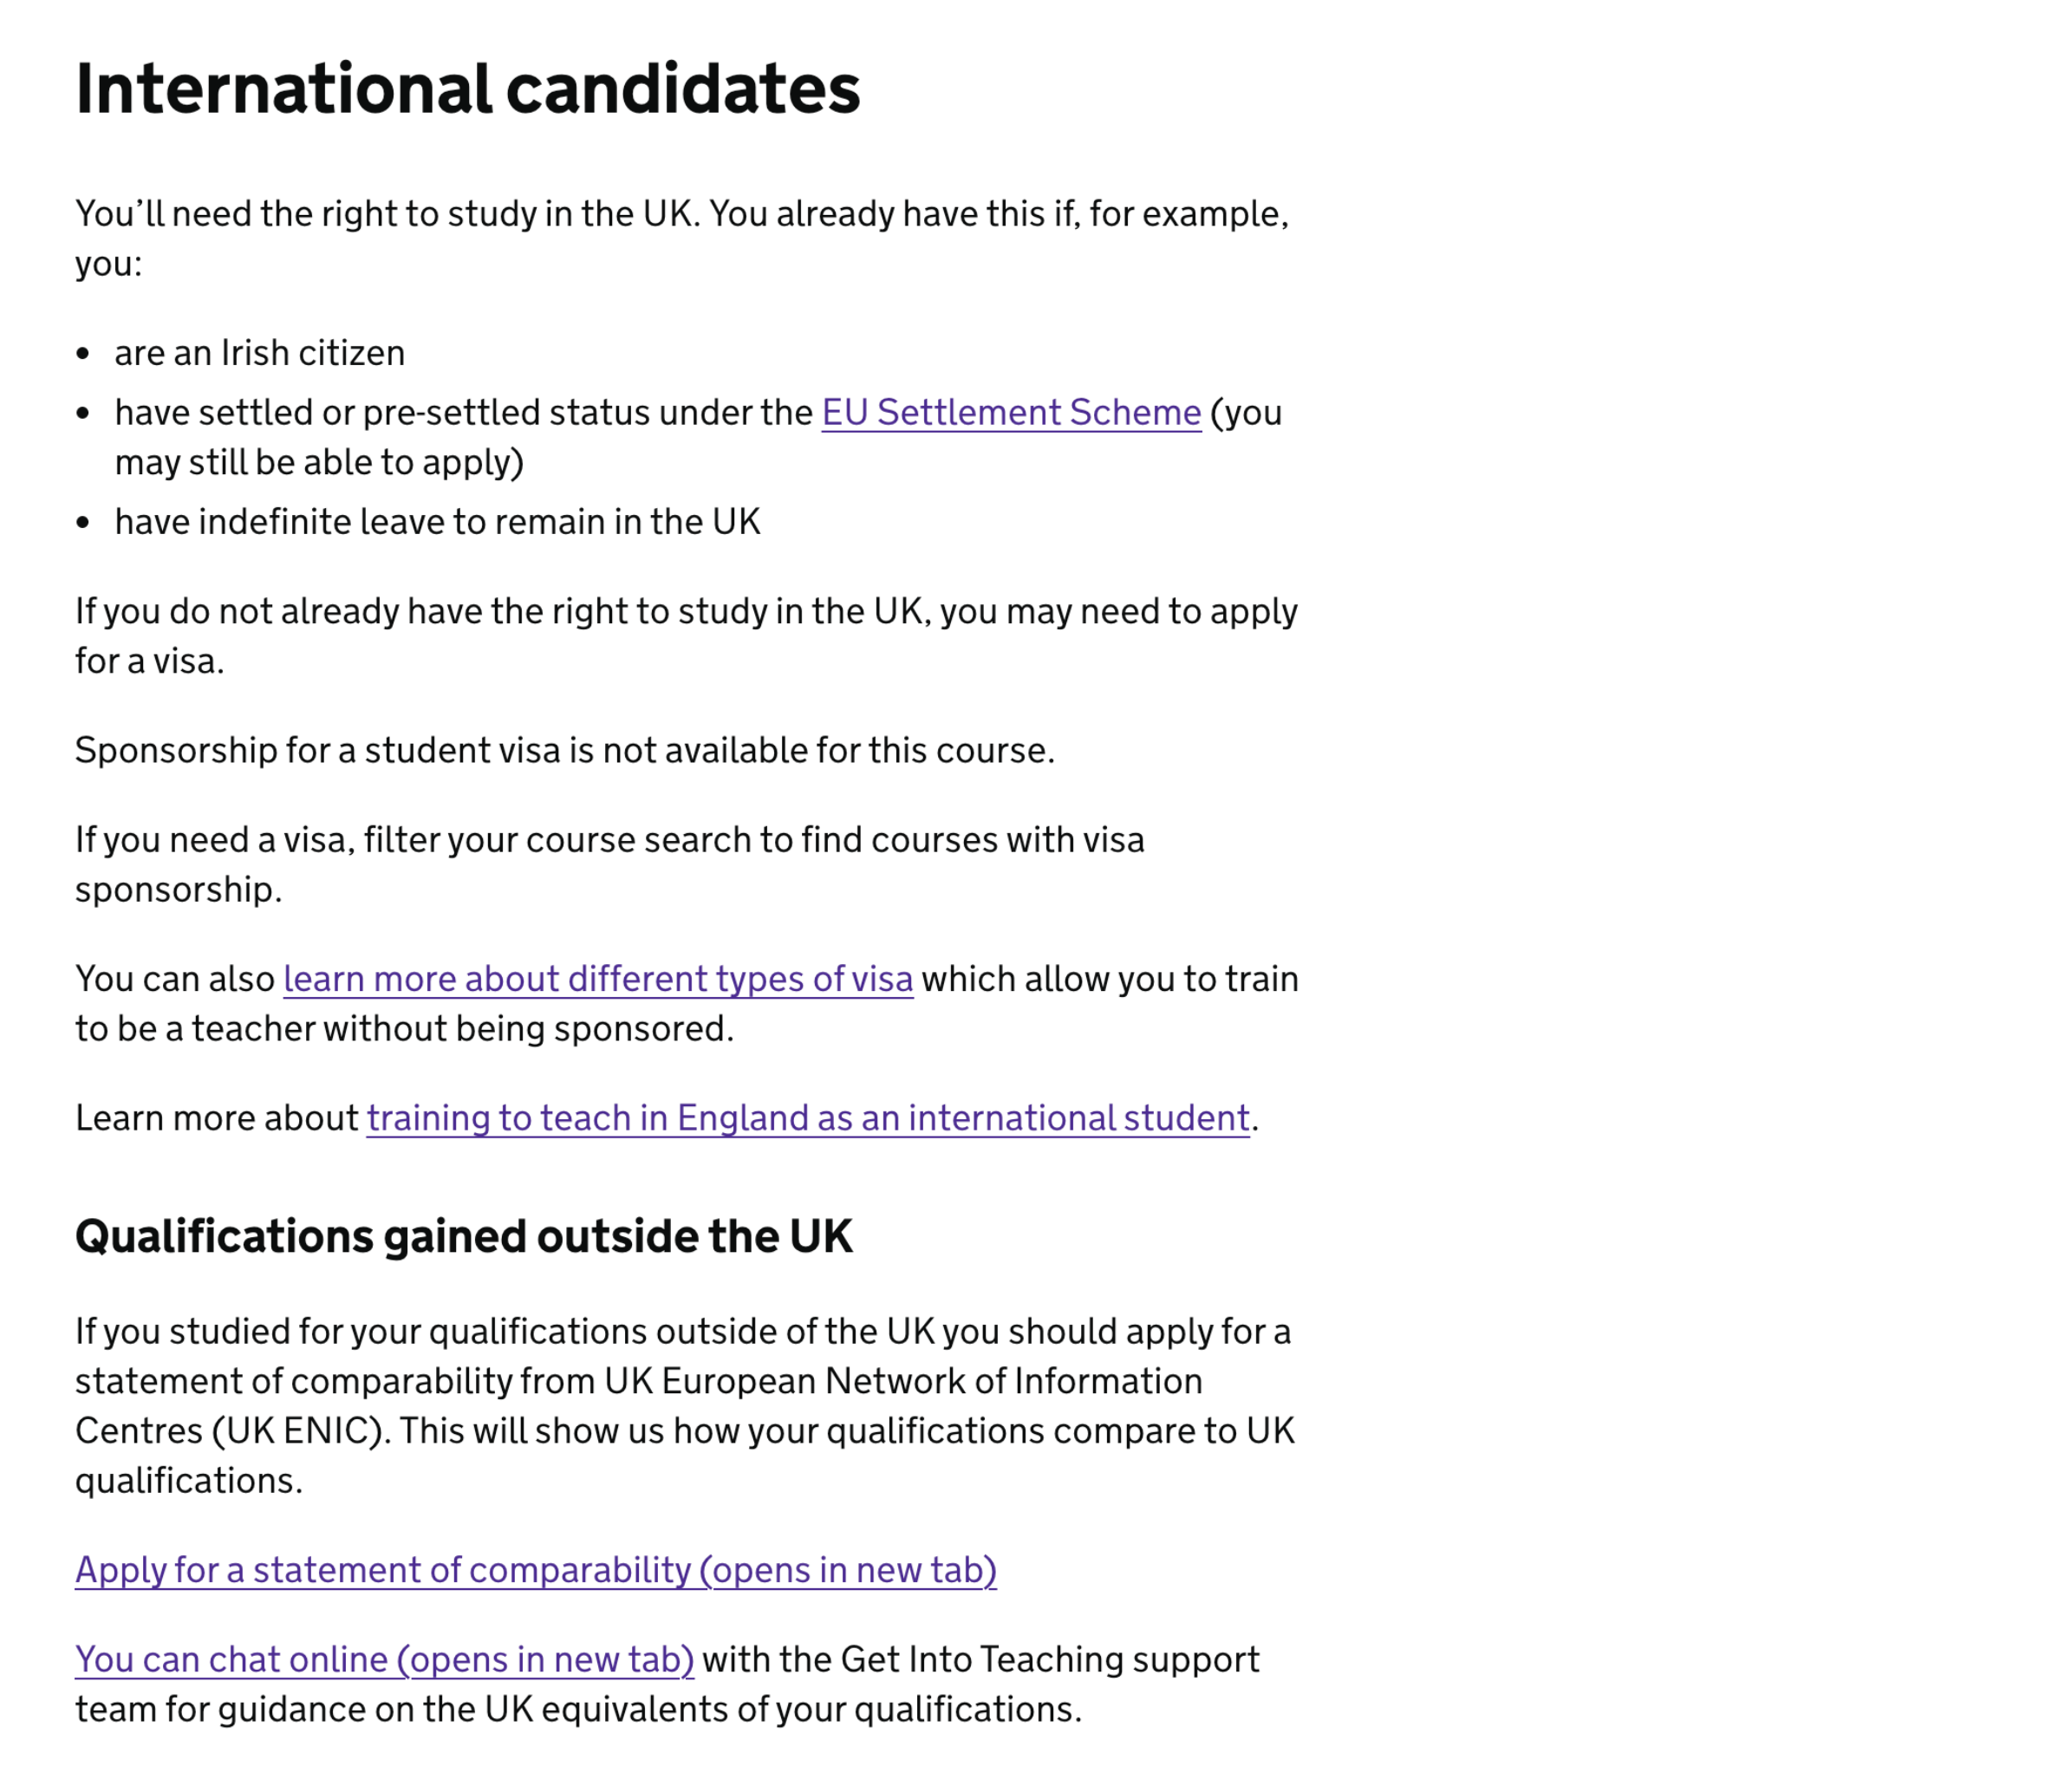 International candidates
You’ll need the right to study in the UK. You already have this if, for example,
you:
• are an Irish citizen
• have settled or pre-settled status under the EU Settlement Scheme (you
may still be able to apply)
• have indefinite leave to remain in the UK
If you do not already have the right to study in the UK, you may need to apply
for a visa.
Sponsorship for a student visa is not available for this course.
If you need a visa, filter your course search to find courses with visa
sponsorship.
You can also learn more about different types of visa which allow you to train
to be a teacher without being sponsored.
Learn more about training to teach in England as an international student.
Qualifications gained outside the UK
If you studied for your qualifications outside of the UK you should apply for a
statement of comparability from UK European Network of Information
Centres (UK ENIC). This will show us how your qualifications compare to UK
qualifications.
Apply for a statement of comparability (opens in new tab)
You can chat online (opens in new tab) with the Get Into Teaching support
team for guidance on the UK equivalents of your qualifications.